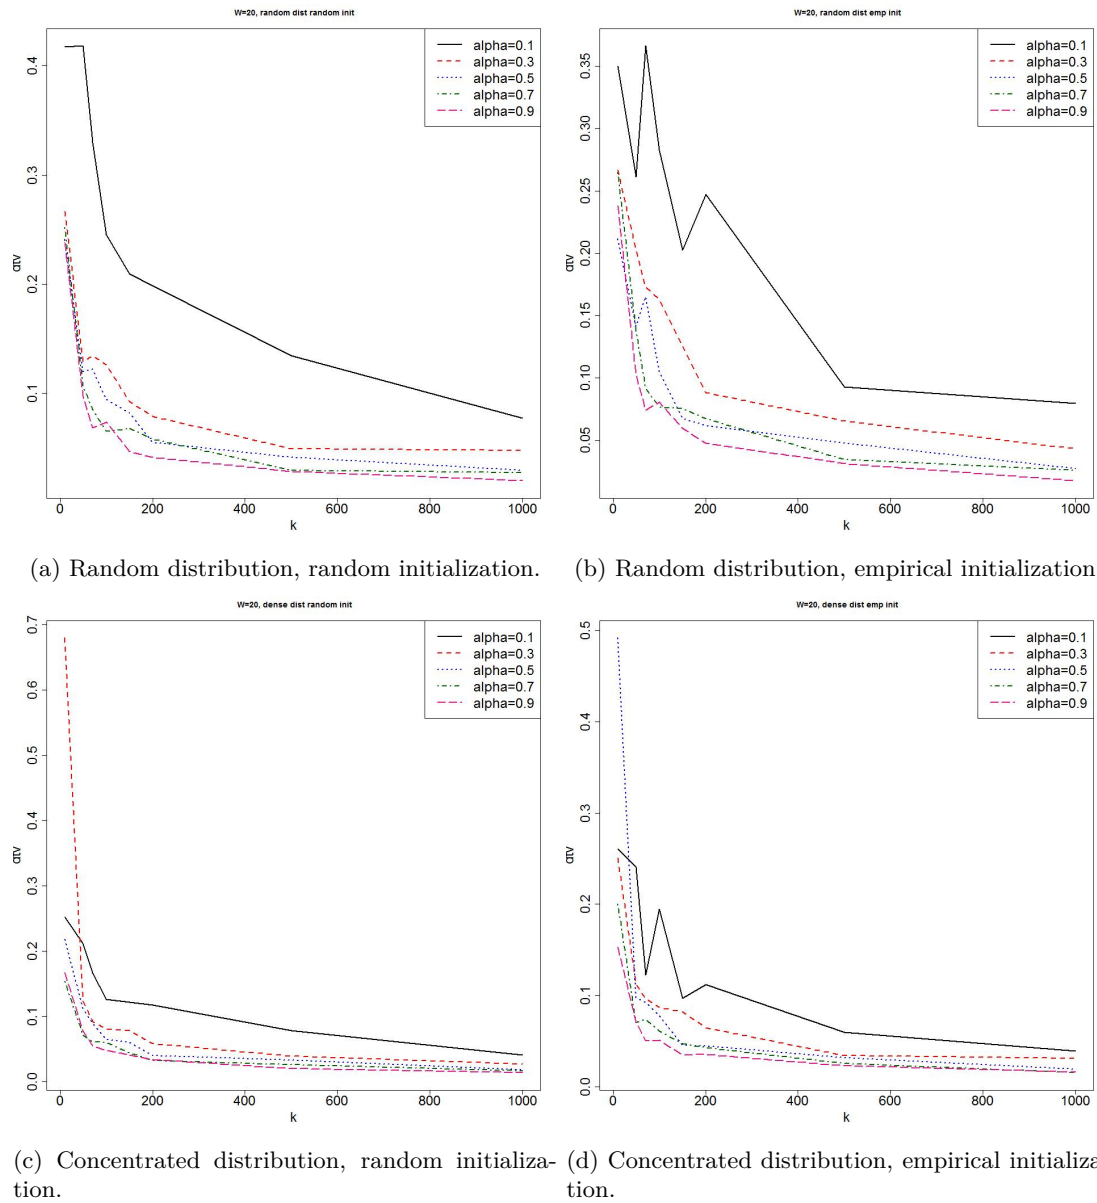 W=20, random dist random init
alpha=0.1
alpha=0.3
alpha=0.5
alpha=0.7
alpha=0.9
0.4
0.3
0.2
0.1
dtv
0 200 400 600 800 1000
k
(a) Random distribution, random initialization.
W=20, random dist emp init
alpha=0.1
alpha=0.3
alpha=0.5
alpha=0.7
alpha=0.9
0.35
0.30
0.25
0.20
0.15
0.10
0.05
dtv
0 200 400 600 800 1000
k
(b) Random distribution, empirical initialization
W=20, dense dist random init
alpha=0.1
alpha=0.3
alpha=0.5
alpha=0.7
alpha=0.9
0.7
0.6
0.5
0.4
0.3
0.2
0.1
0.0
dtv
0 200 400 600 800 1000
k
(c) Concentrated distribution, random initializa-
tion.
W=20, dense dist emp init
alpha=0.1
alpha=0.3
alpha=0.5
alpha=0.7
alpha=0.9
0.5
0.4
0.3
0.2
0.1
0.0
dtv
0 200 400 600 800 1000
k
(d) Concentrated distribution, empirical initializa
tion.